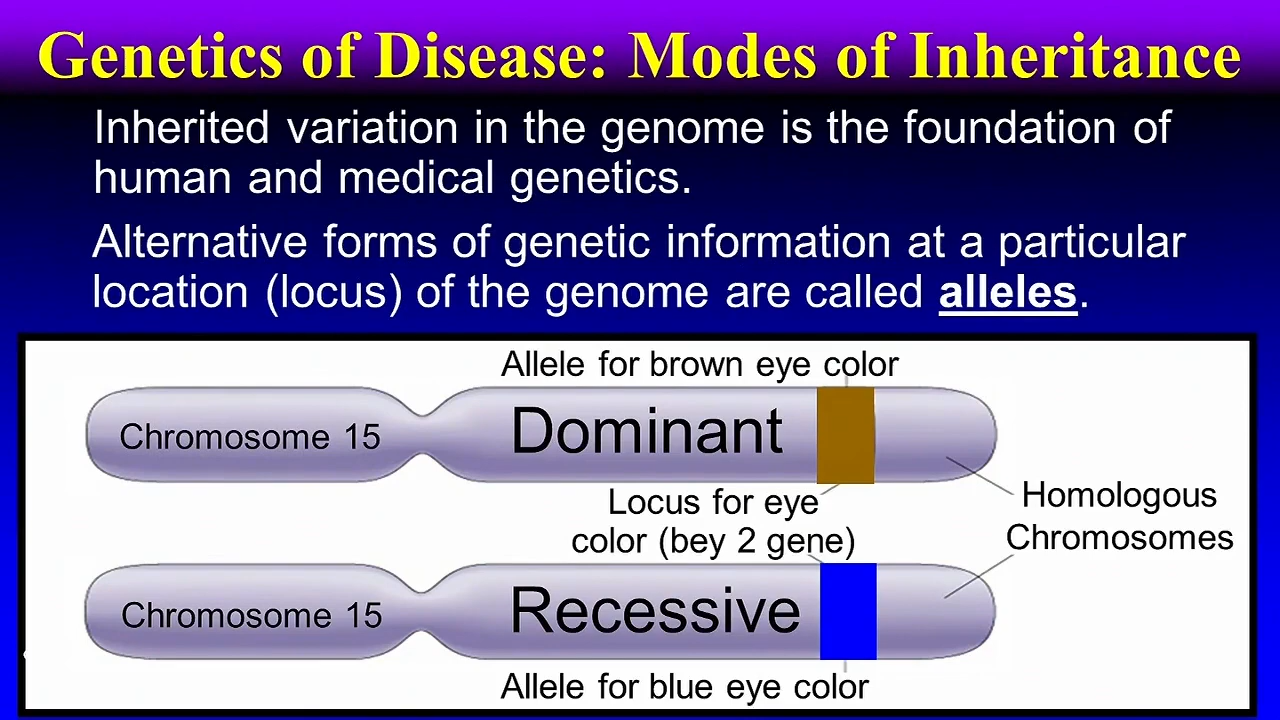 Genetics of Disease: Modes of Inheritance
Inherited variation in the genome is the foundation of
human and medical genetics.
Alternative forms of genetic information at a particular
location (locus) of the genome are called alleles.
Allele for brown eye color
Chromosome 15
Dominant
Locus for eye
color (bey 2 gene)
Homologous
Chromosomes
Chromosome 15
Recessive
Allele for blue eye color